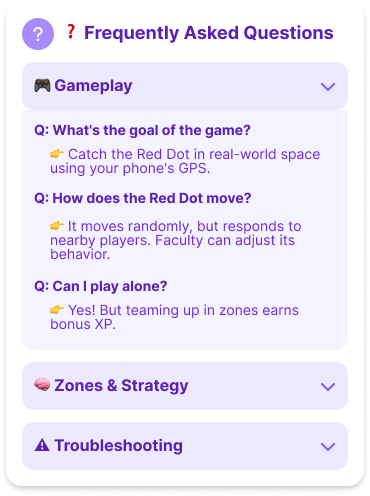 ?
❓ Frequently Asked Questions
🎮 Gameplay
Q: What's the goal of the game?
👉 Catch the Red Dot in real-world space
using your phone's GPS.
Q: How does the Red Dot move?
👉 It moves randomly, but responds to
nearby players. Faculty can adjust its
behavior.
Q: Can I play alone?
👉 Yes! But teaming up in zones earns
bonus XP.
🧠 Zones & Strategy
⚠ Troubleshooting